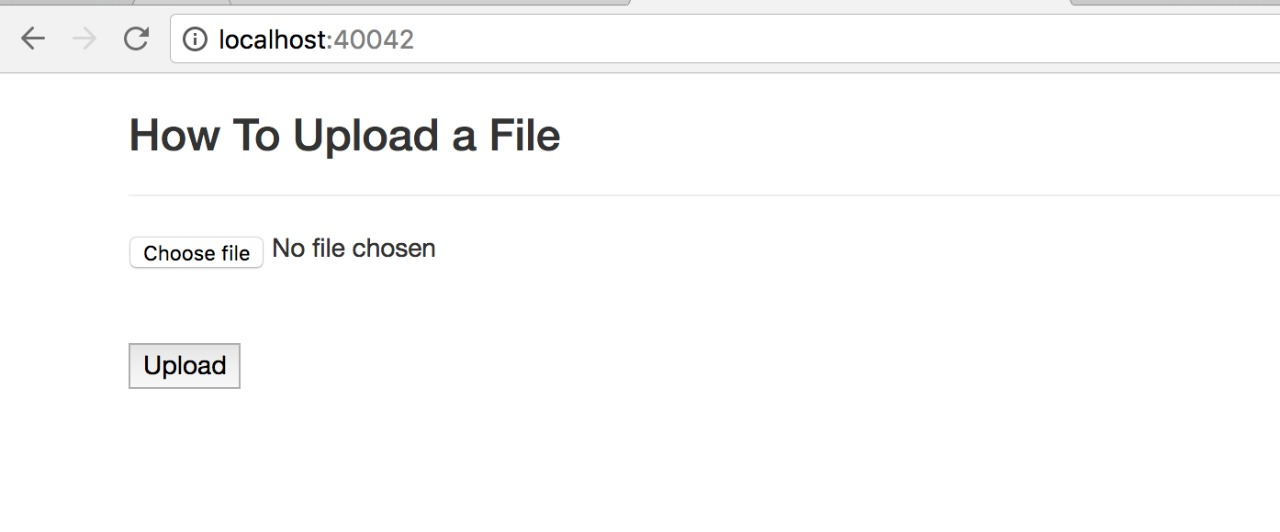 localhost:40042
How To Upload a File
Choose file No file chosen
Upload